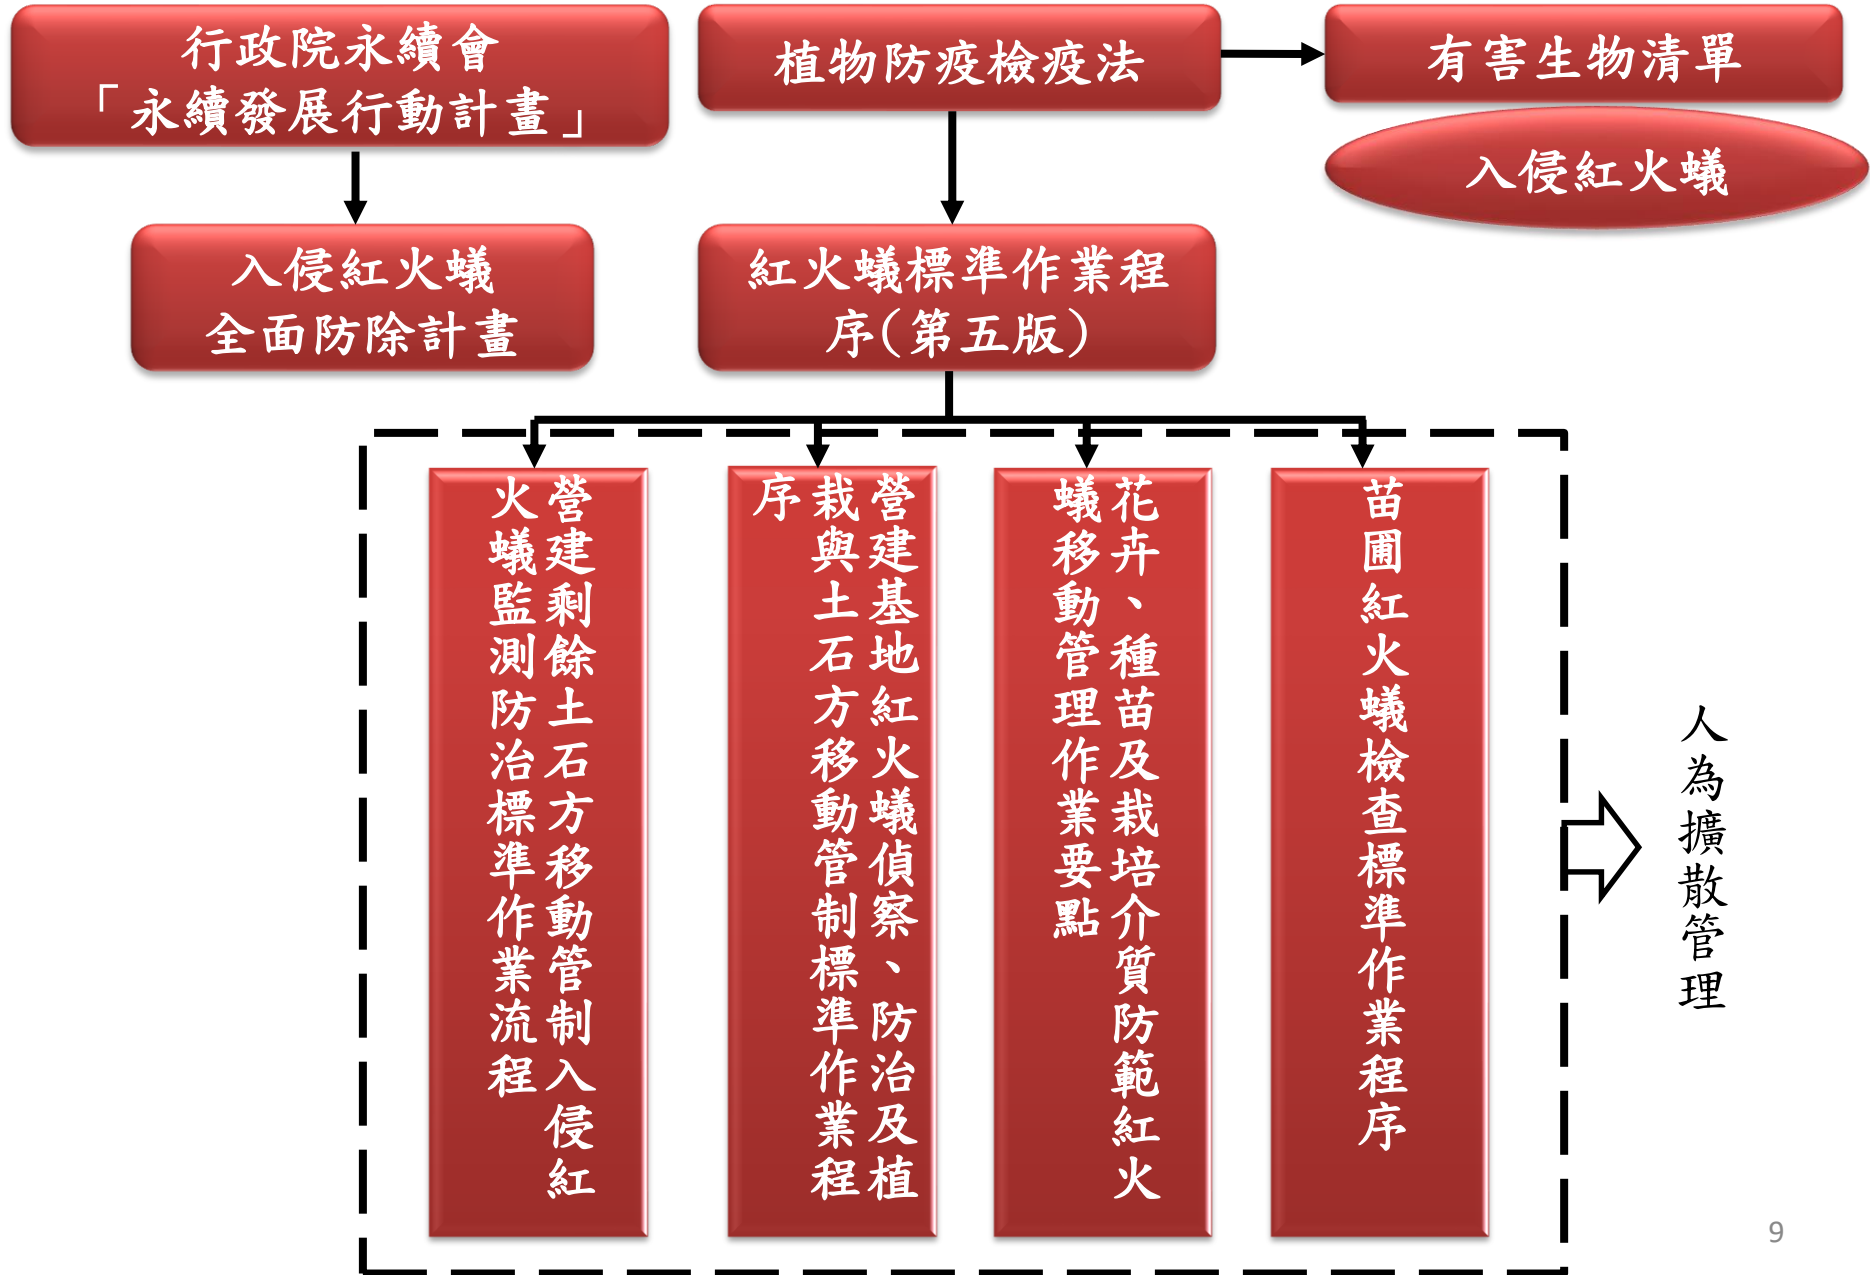 行政院永續會
「永續發展行動計畫」
植物防疫檢疫法
有害生物清單
入侵紅火蟻
入侵紅火蟻
全面防除計畫
紅火蟻標準作業程
序(第五版)
營建剩餘土石方移動管制入侵紅
火蟻監測防治標準作業流程
營建基地紅火蟻偵察、防治及植
栽與土石方移動管制標準作業程
序
花卉、種苗及栽培介質防範紅火
蟻移動管理作業要點
苗圃紅火蟻檢查標準作業程序
人為擴散管理
9